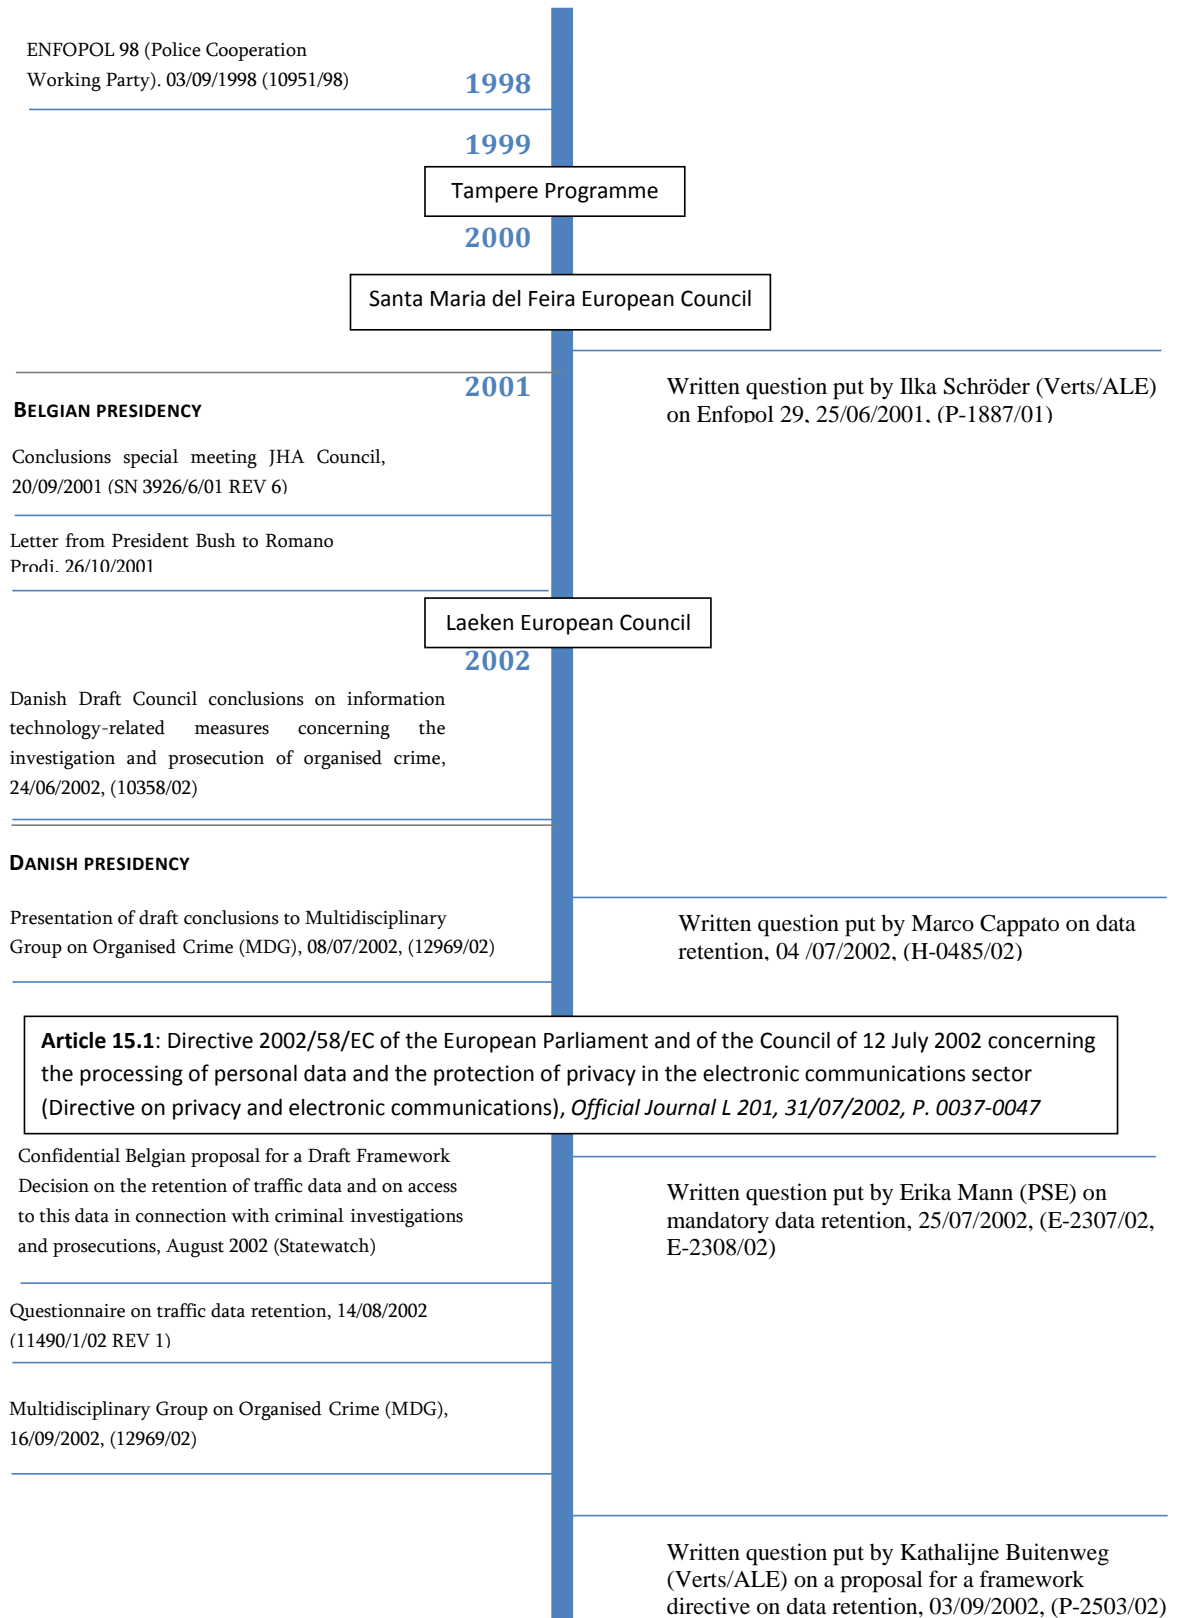 ENFOPOL 98 (Police Cooperation
Working Party). 03/09/1998 (10951/98)
1998
1999
Tampere Programme
2000
Santa Maria del Feira European Council
2001
Written question put by Ilka Schröder (Verts/ALE)
on Enfopol 29, 25/06/2001, (P-1887/01)
BELGIAN PRESIDENCY
Conclusions special meeting JHA Council,
20/09/2001 (SN 3926/6/01 REV 6)
Letter from President Bush to Romano
Prodi, 26/10/2001
Laeken European Council
2002
Danish Draft Council conclusions on information
technology-related measures concerning the
investigation and prosecution of organised crime,
24/06/2002, (10358/02)
DANISH PRESIDENCY
Presentation of draft conclusions to Multidisciplinary
Group on Organised Crime (MDG), 08/07/2002, (12969/02)
Written question put by Marco Cappato on data
retention, 04 /07/2002, (H-0485/02)
Article 15.1: Directive 2002/58/EC of the European Parliament and of the Council of 12 July 2002 concerning
the processing of personal data and the protection of privacy in the electronic communications sector
(Directive on privacy and electronic communications), Official Journal L 201, 31/07/2002, P. 0037-0047
Confidential Belgian proposal for a Draft Framework
Decision on the retention of traffic data and on access
to this data in connection with criminal investigations
and prosecutions, August 2002 (Statewatch)
Written question put by Erika Mann (PSE) on
mandatory data retention, 25/07/2002, (E-2307/02,
E-2308/02)
Questionnaire on traffic data retention, 14/08/2002
(11490/1/02 REV 1)
Multidisciplinary Group on Organised Crime (MDG),
16/09/2002, (12969/02)
Written question put by Kathalijne Buitenweg
(Verts/ALE) on a proposal for a framework
directive on data retention, 03/09/2002, (P-2503/02)